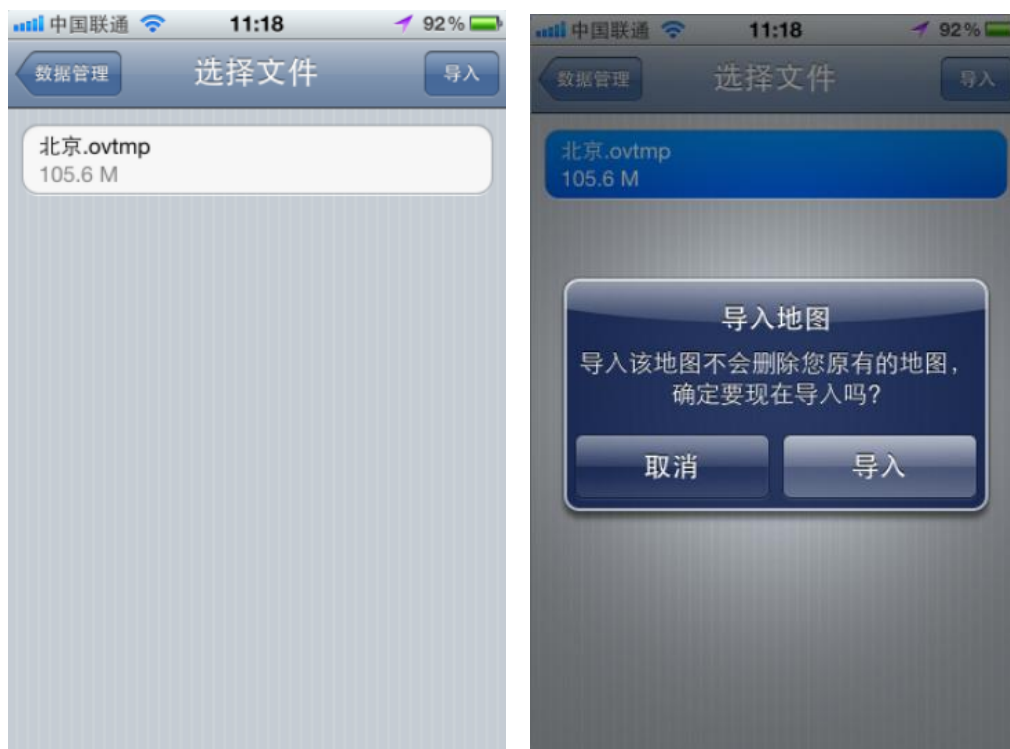 中国联通 11:18 92%
数据管理 选择文件 导入
北京.ovtmp
105.6 M
中国联通 11:18 92%
数据管理 选择文件 导入
北京.ovtmp
105.6 M
导入地图
导入该地图不会删除您原有的地图，
确定要现在导入吗?
取消 导入